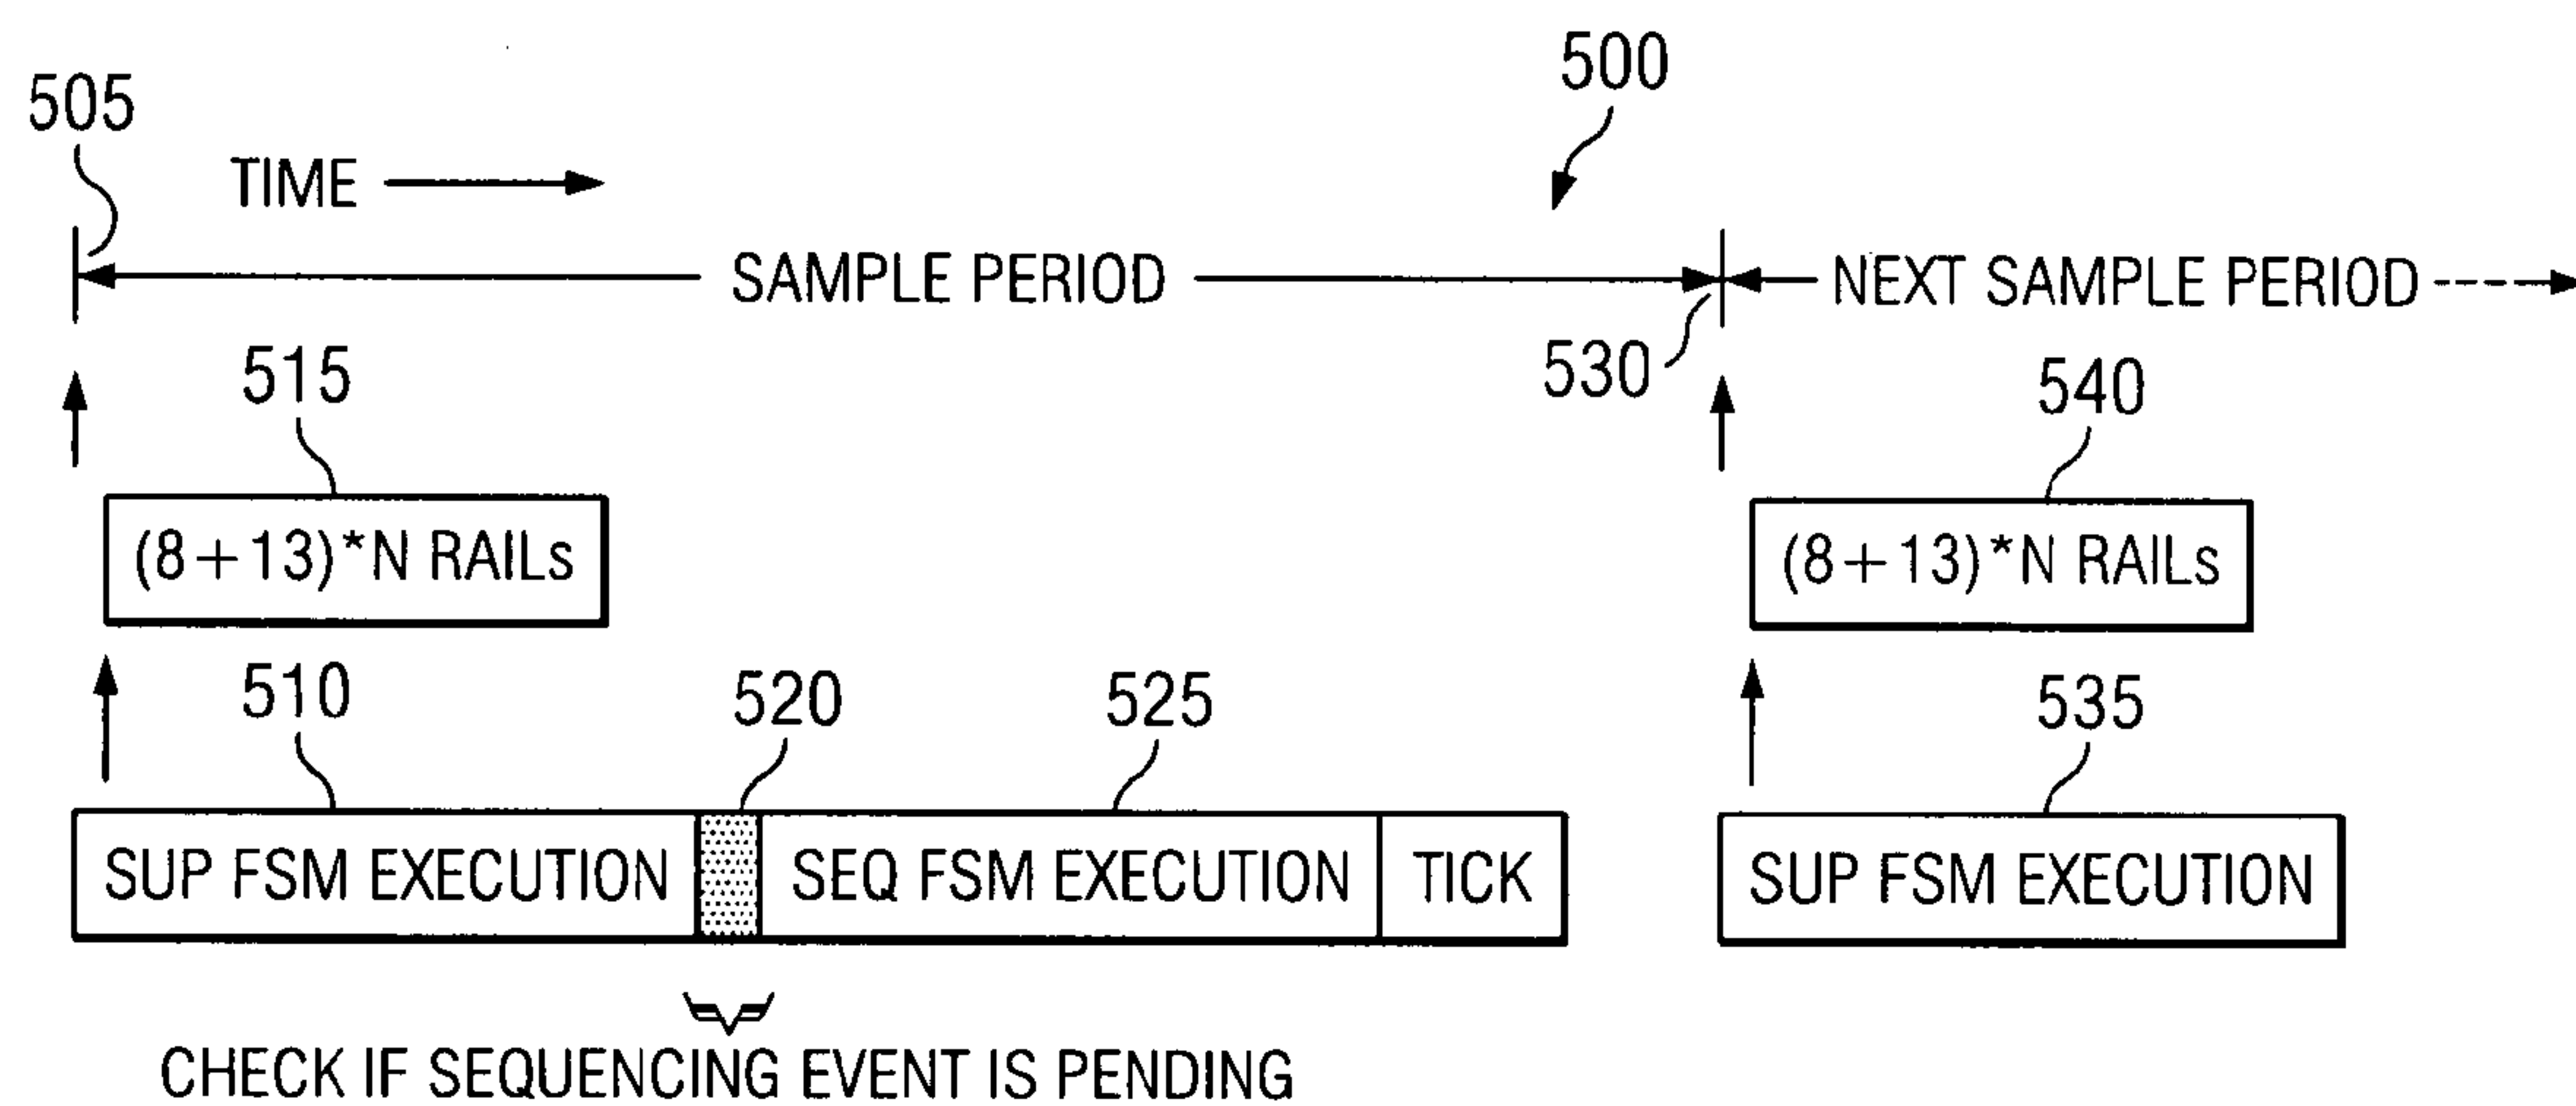 500
505
TIME
SAMPLE PERIOD
NEXT SAMPLE PERIOD
530
515
540
(8+13)*N RAILs
(8+13)*N RAILs
510
520
525
535
SUP FSM EXECUTION
SEQ FSM EXECUTION
TICK
SUP FSM EXECUTION
CHECK IF SEQUENCING EVENT IS PENDING